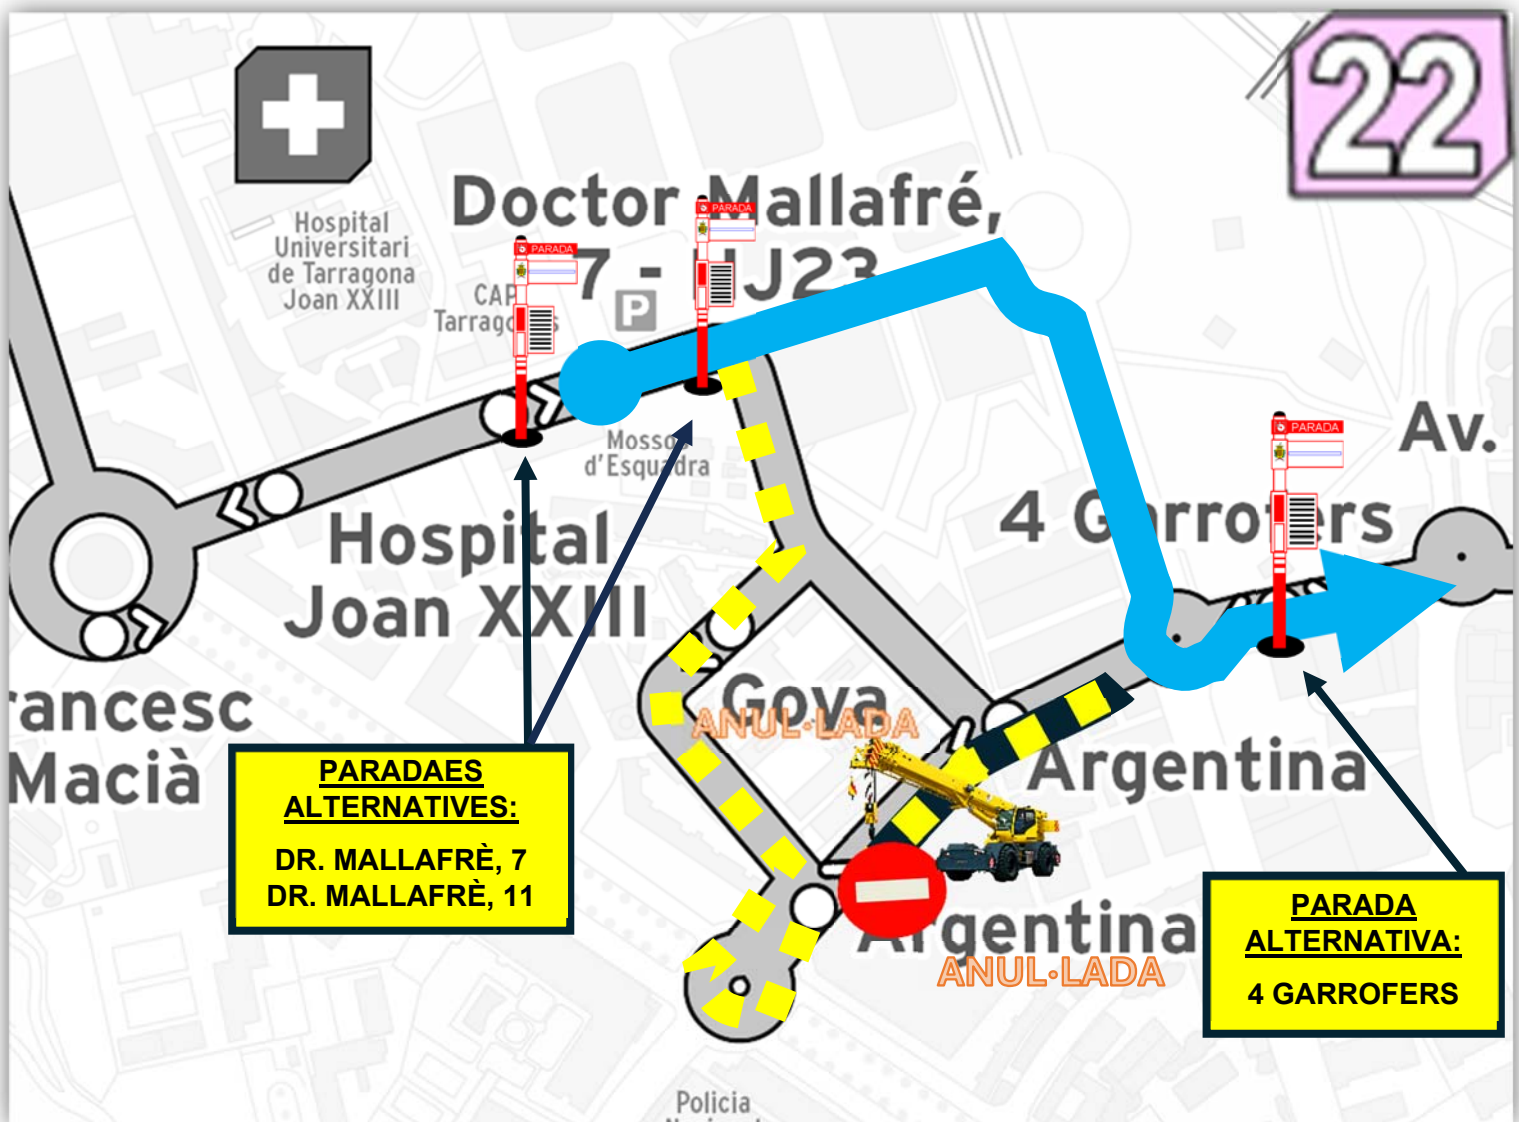 22
Hospital
Universitari
de Tarragona
Joan XXIII
Doctor Mallafré,
7 - HJ23
PARADA
PARADA
CAP
P
Mossos
d'Esquadra
Av.
PARADA
4 Garrofers
Hospital
Joan XXIII
Goya
ANUL·LADA
rancesc
Macià
Argentina
PARADAES
ALTERNATIVES:
DR. MALLAFRÈ, 7
DR. MALLAFRÈ, 11
Argentina
ANUL·LADA
PARADA
ALTERNATIVA:
4 GARROFERS
Policia